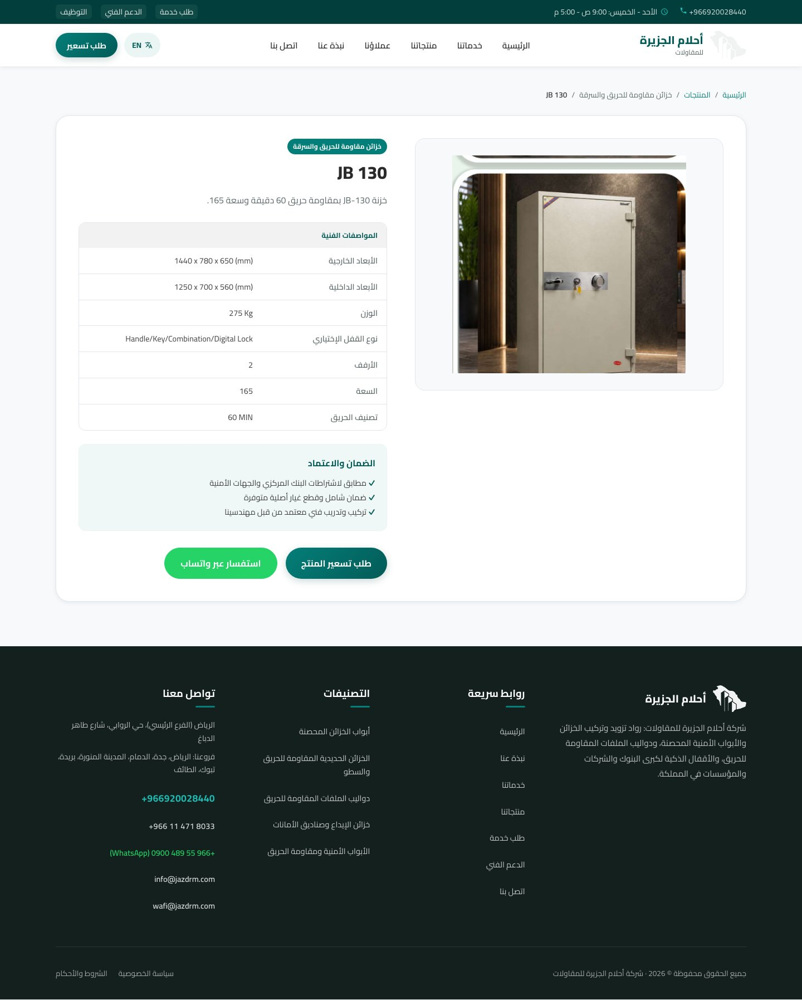 +966920028440
الأحد - الخميس: 9:00 ص - 5:00 م
طلب خدمة
الدعم الفني
التوظيف
أحلام الجزيرة
للمقاولات
الرئيسية
خدماتنا
منتجاتنا
عملاؤنا
نبذة عنا
اتصل بنا
EN
طلب تسعير
الرئيسية / المنتجات / خزائن مقاومة للحريق والسرقة / JB 130
خزائن مقاومة للحريق والسرقة
JB 130
خزنة JB-130 بمقاومة حريق 60 دقيقة وسعة 165.
المواصفات الفنية
الأبعاد الخارجية 1440 x 780 x 650 (mm)
الأبعاد الداخلية 1250 x 700 x 560 (mm)
الوزن 275 Kg
نوع القفل الإختياري Handle/Key/Combination/Digital Lock
الأرفف 2
السعة 165
تصنيف الحريق 60 MIN
الضمان والاعتماد
✓ مطابق لاشتراطات البنك المركزي والجهات الأمنية
✓ ضمان شامل وقطع غيار أصلية متوفرة
✓ تركيب وتدريب فني معتمد من قبل مهندسينا
طلب تسعير المنتج
استفسار عبر واتساب
أحلام الجزيرة
شركة أحلام الجزيرة للمقاولات: رواد تزويد وتركيب الخزائن
والأبواب الأمنية المحصنة، ودواليب الملفات المقاومة
للحريق، والأقفال الذكية لكبرى البنوك والشركات
والمؤسسات في المملكة.
روابط سريعة
الرئيسية
نبذة عنا
خدماتنا
منتجاتنا
طلب خدمة
الدعم الفني
اتصل بنا
التصنيفات
أبواب الخزائن المحصنة
الخزائن الحديدية المقاومة للحريق
والسطو
دواليب الملفات المقاومة للحريق
خزائن الإيداع وصناديق الأمانات
الأبواب الأمنية ومقاومة الحريق
تواصل معنا
الرياض (الفرع الرئيسي)، حي الروابي، شارع طاهر
الدباغ
فروعنا: الرياض، جدة، الدمام، المدينة المنورة، بريدة،
تبوك، الطائف
+966920028440
+966 11 471 8033
(WhatsApp) 0900 489 55 966+
info@jazdrm.com
wafi@jazdrm.com
جميع الحقوق محفوظة © 2026 · شركة أحلام الجزيرة للمقاولات
سياسة الخصوصية
الشروط والأحكام